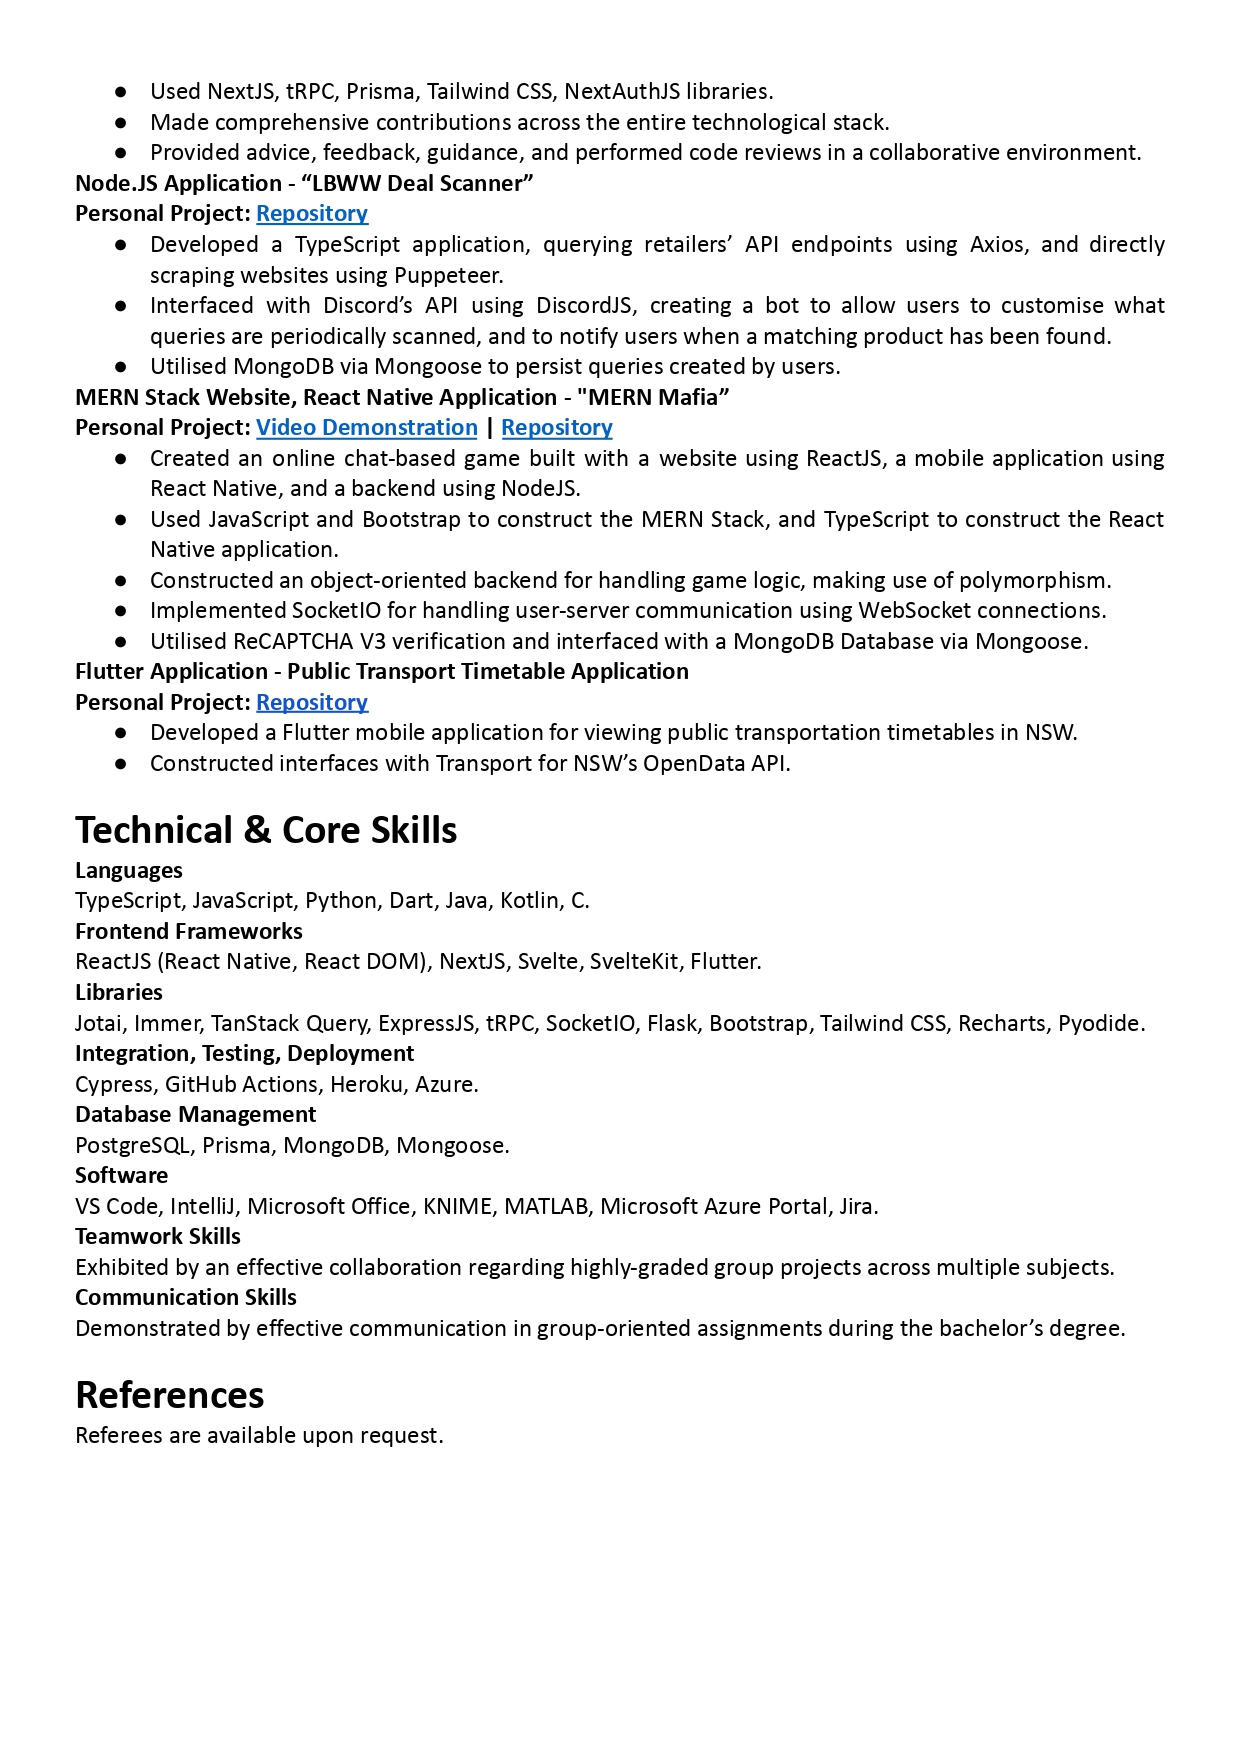 ● Used NextJS, tRPC, Prisma, Tailwind CSS, NextAuthJS libraries.
● Made comprehensive contributions across the entire technological stack.
● Provided advice, feedback, guidance, and performed code reviews in a collaborative environment.
Node.JS Application - “LBWW Deal Scanner”
Personal Project: Repository
● Developed a TypeScript application, querying retailers’ API endpoints using Axios, and directly
scraping websites using Puppeteer.
● Interfaced with Discord’s API using DiscordJS, creating a bot to allow users to customise what
queries are periodically scanned, and to notify users when a matching product has been found.
● Utilised MongoDB via Mongoose to persist queries created by users.
MERN Stack Website, React Native Application - "MERN Mafia”
Personal Project: Video Demonstration | Repository
● Created an online chat-based game built with a website using ReactJS, a mobile application using
React Native, and a backend using NodeJS.
● Used JavaScript and Bootstrap to construct the MERN Stack, and TypeScript to construct the React
Native application.
● Constructed an object-oriented backend for handling game logic, making use of polymorphism.
● Implemented SocketIO for handling user-server communication using WebSocket connections.
● Utilised ReCAPTCHA V3 verification and interfaced with a MongoDB Database via Mongoose.
Flutter Application - Public Transport Timetable Application
Personal Project: Repository
● Developed a Flutter mobile application for viewing public transportation timetables in NSW.
● Constructed interfaces with Transport for NSW’s OpenData API.
Technical & Core Skills
Languages
TypeScript, JavaScript, Python, Dart, Java, Kotlin, C.
Frontend Frameworks
ReactJS (React Native, React DOM), NextJS, Svelte, SvelteKit, Flutter.
Libraries
Jotai, Immer, TanStack Query, ExpressJS, tRPC, SocketIO, Flask, Bootstrap, Tailwind CSS, Recharts, Pyodide.
Integration, Testing, Deployment
Cypress, GitHub Actions, Heroku, Azure.
Database Management
PostgreSQL, Prisma, MongoDB, Mongoose.
Software
VS Code, IntelliJ, Microsoft Office, KNIME, MATLAB, Microsoft Azure Portal, Jira.
Teamwork Skills
Exhibited by an effective collaboration regarding highly-graded group projects across multiple subjects.
Communication Skills
Demonstrated by effective communication in group-oriented assignments during the bachelor’s degree.
References
Referees are available upon request.